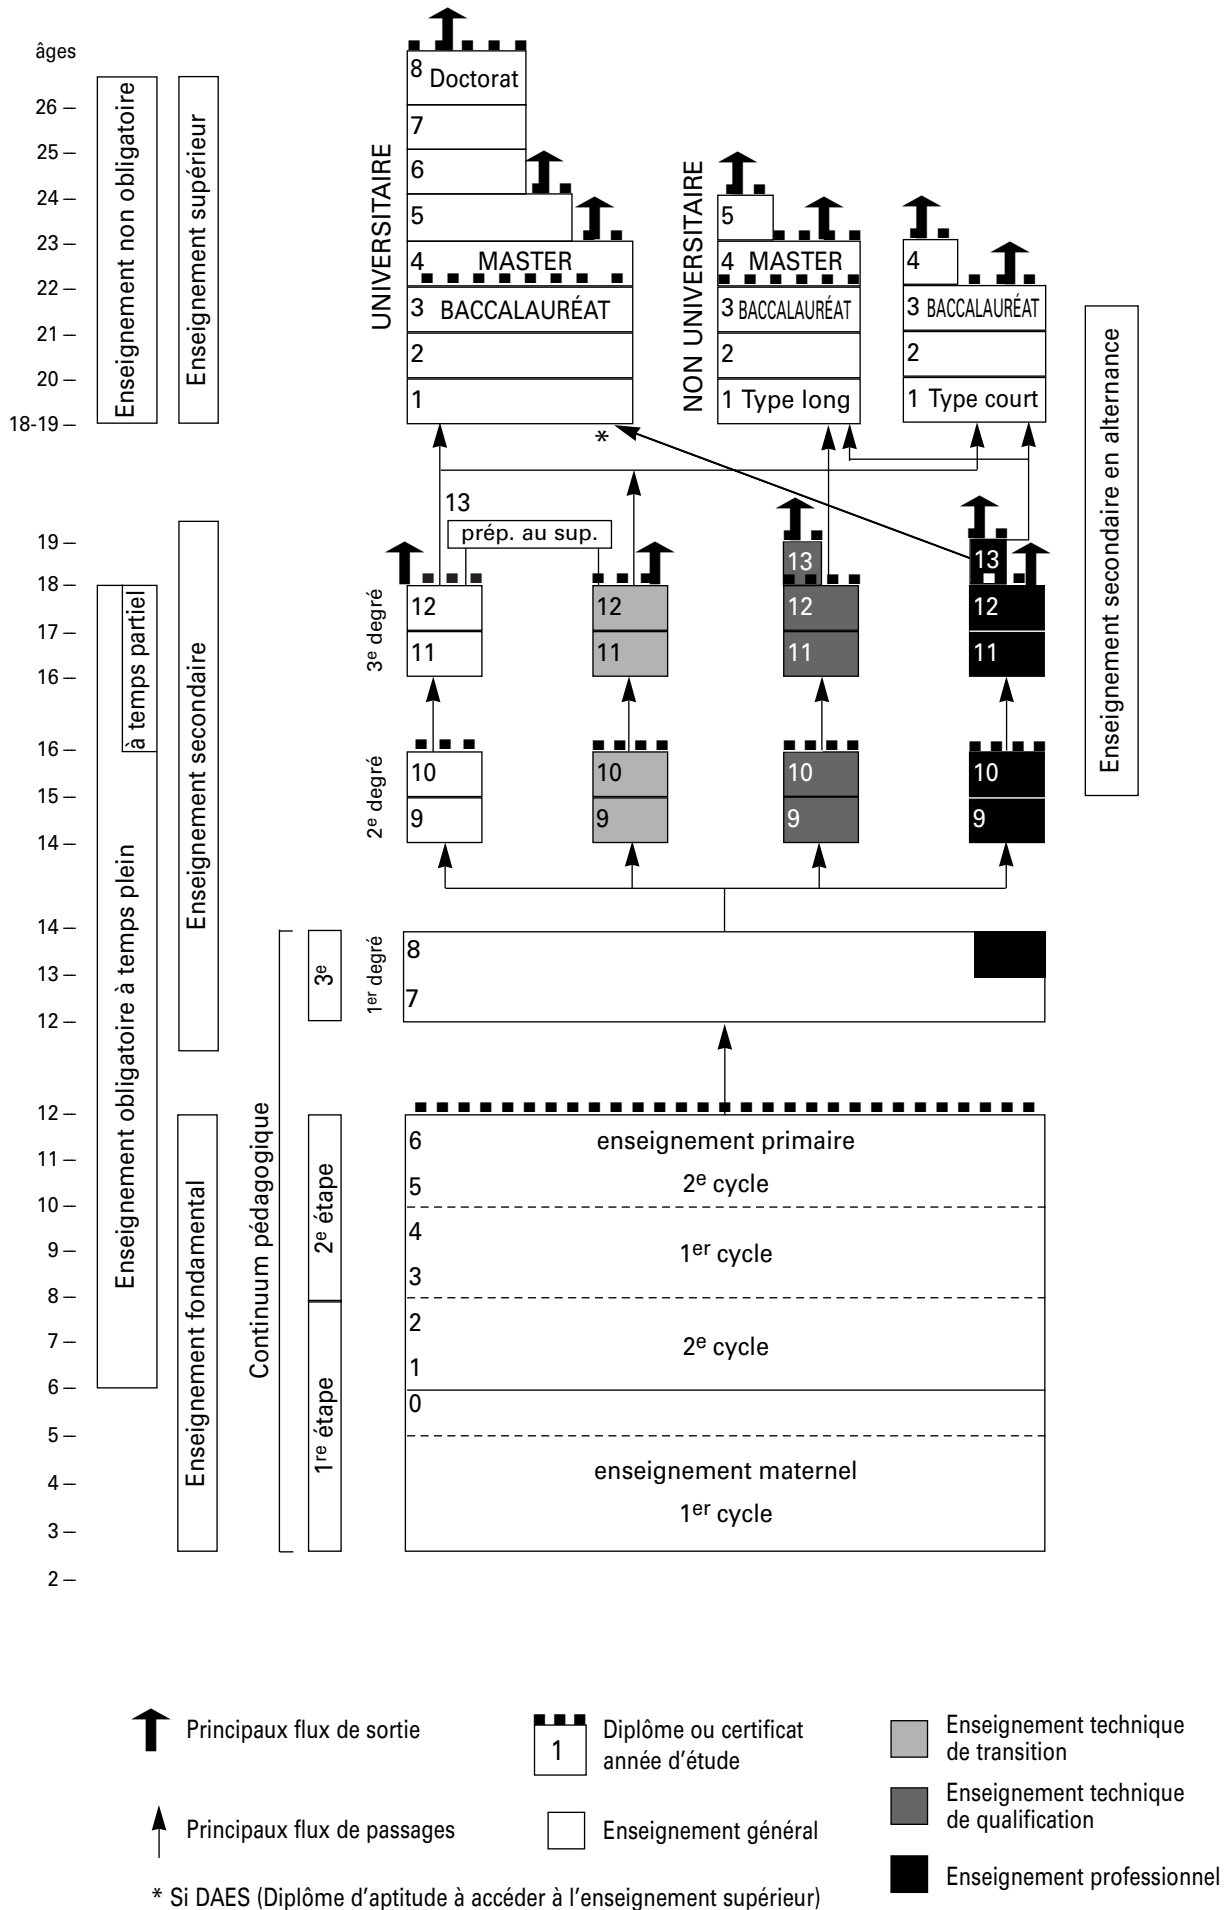 âges
26 –
25 –
24 –
23 –
22 –
21 –
20 –
18-19 –
19 –
18 –
17 –
16 –
16 –
15 –
14 –
14 –
13 –
12 –
12 –
11 –
10 –
9 –
8 –
7 –
6 –
5 –
4 –
3 –
2 –
Enseignement non obligatoire
Enseignement supérieur
à temps partiel
Enseignement obligatoire à temps plein
Enseignement secondaire
Enseignement fondamental
Continuum pédagogique
3e
2e étape
1re étape
UNIVERSITAIRE
8 Doctorat
7
6
5
4 MASTER
3 BACCALAURÉAT
2
1
*
NON UNIVERSITAIRE
5
4 MASTER
3 BACCALAURÉAT
2
1 Type long
4
3 BACCALAURÉAT
2
1 Type court
Enseignement secondaire en alternance
13
prép. au sup.
3e degré
12
11
12
11
13
12
11
13
12
11
2e degré
10
9
10
9
10
9
10
9
1er degré
8
7
6 enseignement primaire
5 2e cycle
4
1er cycle
3
2
2e cycle
1
0
enseignement maternel
1er cycle
Principaux flux de sortie
Principaux flux de passages
1
Diplôme ou certificat
année d'étude
Enseignement général
Enseignement technique
de transition
Enseignement technique
de qualification
Enseignement professionnel
* Si DAES (Diplôme d'aptitude à accéder à l'enseignement supérieur)